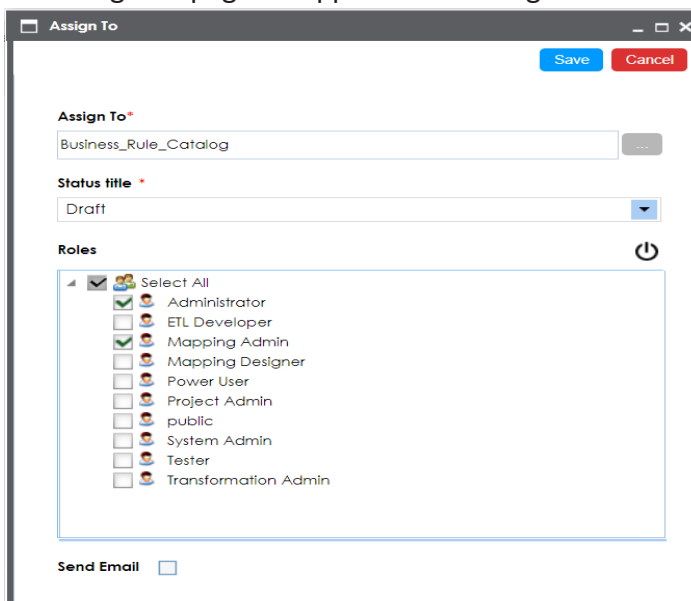 Assign To
Save Cancel
Assign To*
Business_Rule_Catalog
...
Status title *
Draft
Roles
Select All
Administrator
ETL Developer
Mapping Admin
Mapping Designer
Power User
Project Admin
public
System Admin
Tester
Transformation Admin
Send Email